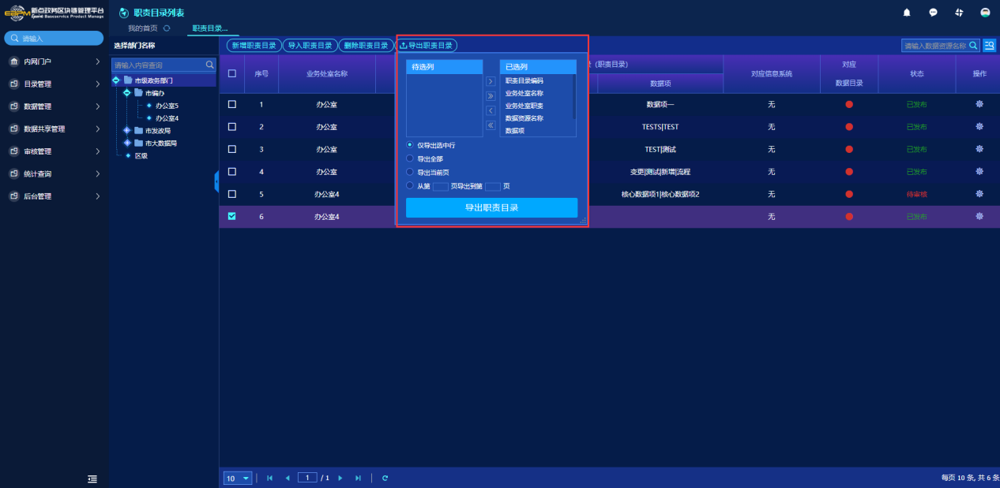 新点政务区块链管理平台
Epoint Baseservice Product Manage
职责目录列表
我的首页
职责目录...
请输入
内网门户
目录管理
数据管理
数据共享管理
审核管理
统计查询
后台管理
选择部门名称
请输入内容查询
市级政务部门
市编办
办公室5
办公室4
市发改局
市大数据局
区级
新增职责目录 导入职责目录 删除职责目录 导出职责目录
请输入数据资源名称
序号 业务处室名称 (职责目录) 数据项 对应信息系统 对应 数据目录 状态 操作
1 办公室 数据项一 无 已发布
2 办公室 TESTS|TEST 无 已发布
3 办公室 TEST|测试 无 已发布
4 办公室 变更|测试|新增|流程 无 已发布
5 办公室4 核心数据项1|核心数据项2 无 待审核
6 办公室4 无 已发布
待选列 已选列
职责目录编码
业务处室名称
业务处室职责
数据资源名称
数据项
仅导出选中行
导出全部
导出当前页
从第 页导出到第 页
导出职责目录
10 1 / 1
每页 10 条, 共 6 条